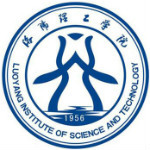 洛阳理工学院
1956
LUOYANG INSTITUTE OF SCIENCE AND TECHNOLOGY